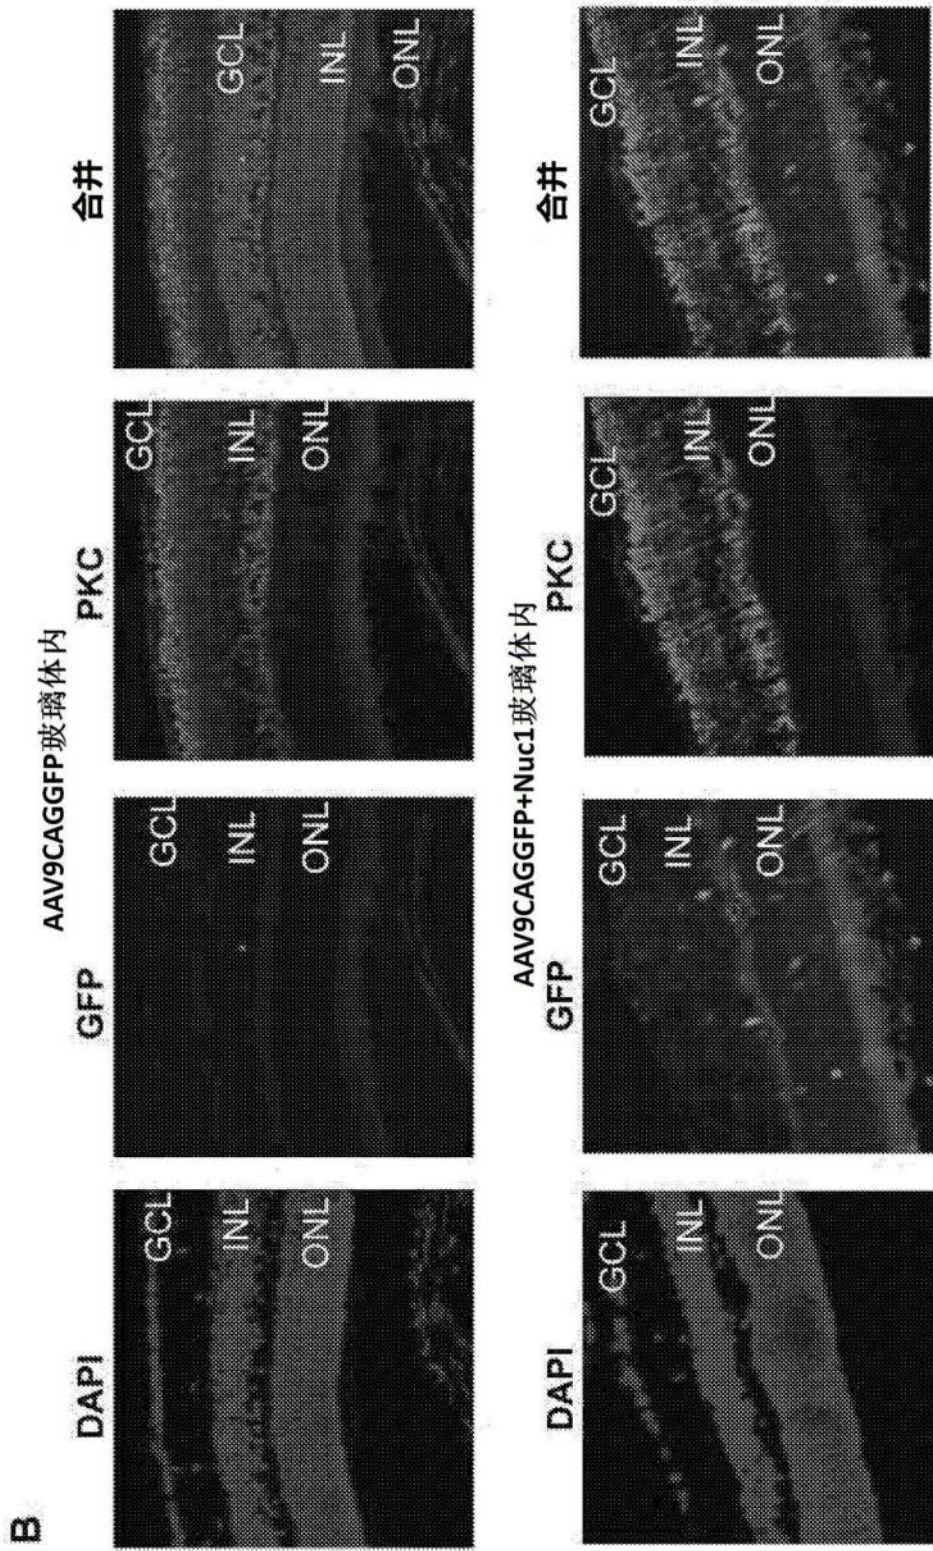 B
AAV9CAGGFP玻璃体内
DAPI
GFP
PKC
合并
GCL
INL
ONL
GCL
INL
ONL
GCL
INL
ONL
GCL
INL
ONL
AAV9CAGGFP+Nuc1玻璃体内
DAPI
GFP
PKC
合并
GCL
INL
ONL
GCL
INL
ONL
GCL
INL
ONL
GCL
INL
ONL